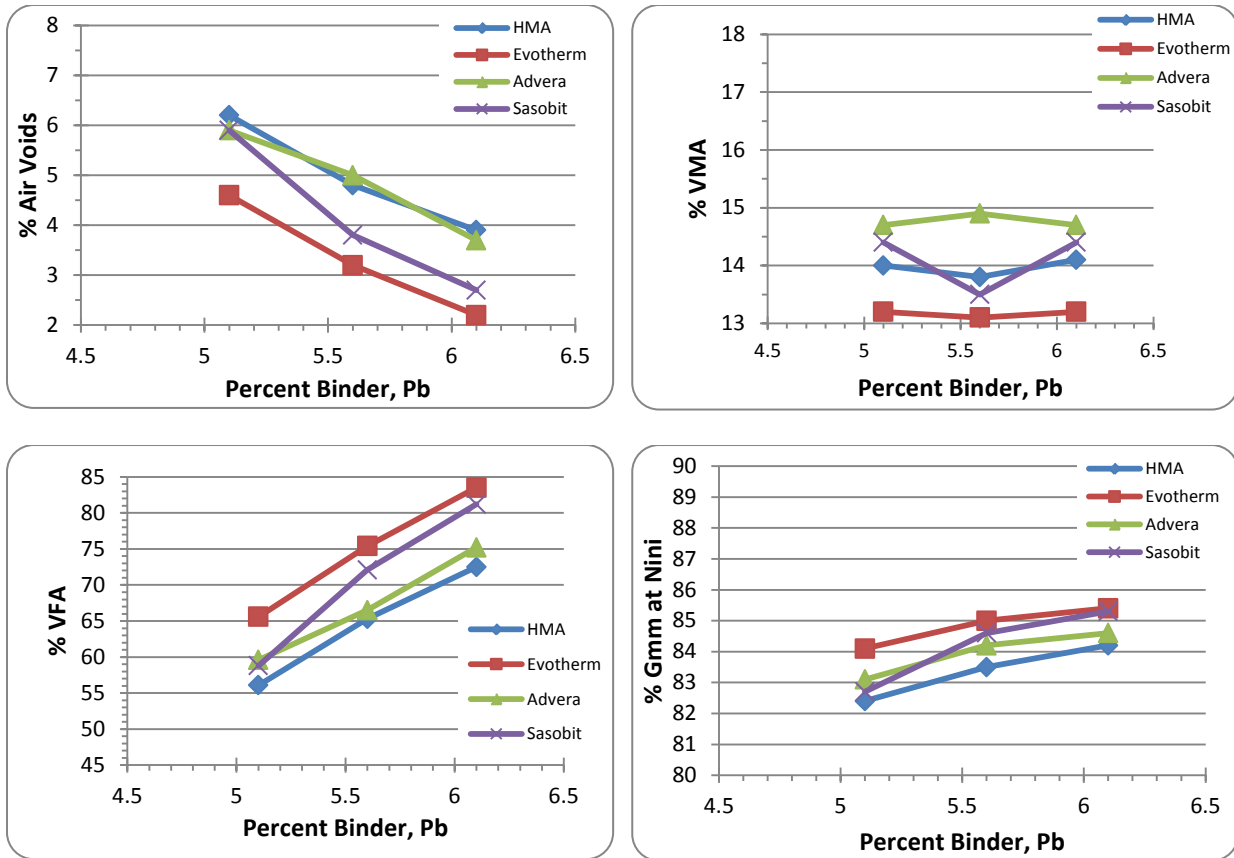 % Air Voids
8
7
6
5
4
3
2
5 5.5 6 6.5
Percent Binder, Pb
HMA
Evotherm
Advera
Sasobit
% VMA
18
17
16
15
14
13
4.5 5 5.5 6 6.5
Percent Binder, Pb
HMA
Evotherm
Advera
Sasobit
% VFA
85
80
75
70
65
60
55
50
45
4.5 5 5.5 6 6.5
Percent Binder, Pb
HMA
Evotherm
Advera
Sasobit
% Gmm at Nini
90
89
88
87
86
85
84
83
82
81
80
4.5 5 5.5 6 6.5
Percent Binder, Pb
HMA
Evotherm
Advera
Sasobit